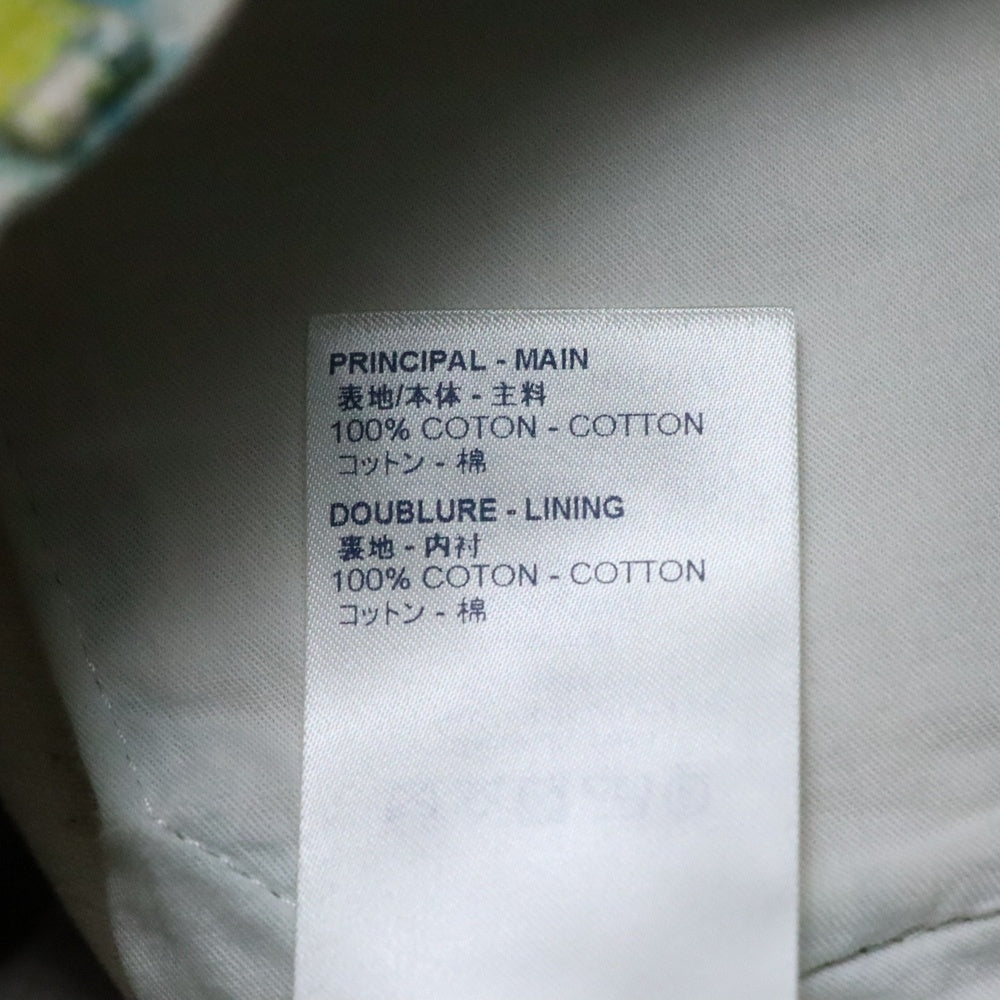 PRINCIPAL - MAIN
表地/本体 - 主料
100% COTON - COTTON
コットン - 棉
DOUBLURE - LINING
裏地 - 内衬
100% COTON - COTTON
コットン - 棉